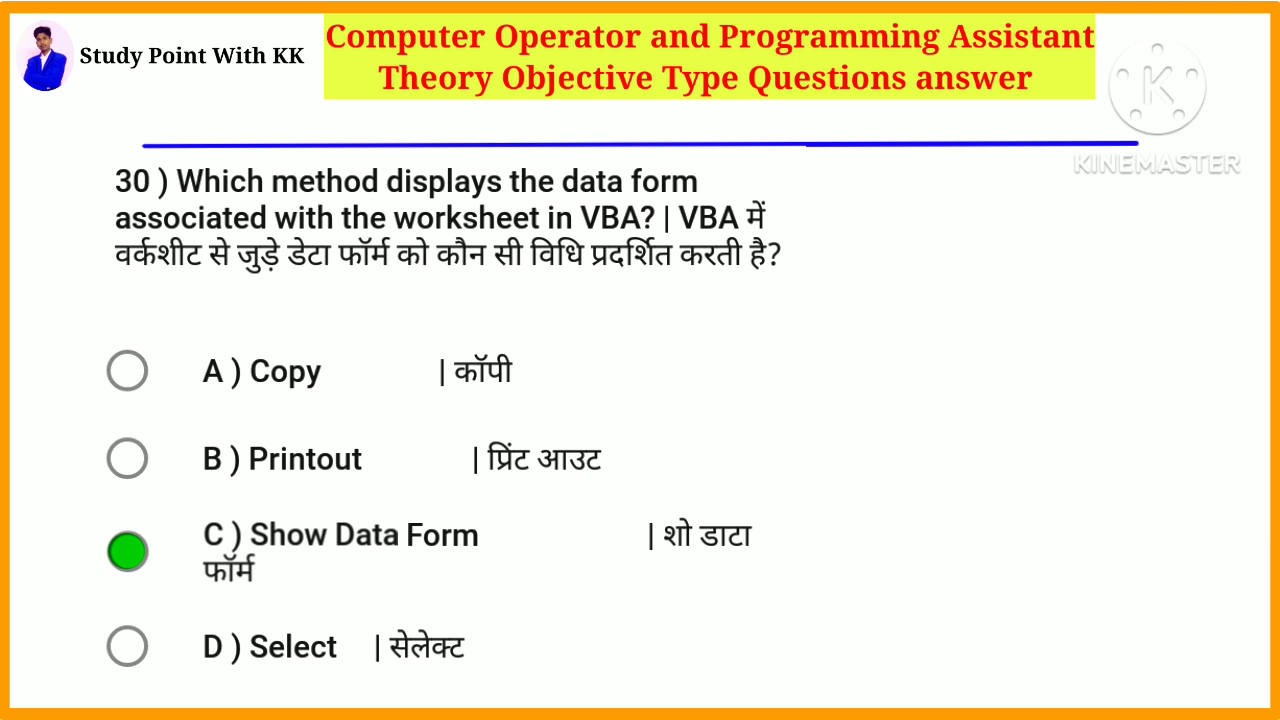 Study Point With KK
Computer Operator and Programming Assistant
Theory Objective Type Questions answer
K
KINEMASTER
30 ) Which method displays the data form
associated with the worksheet in VBA? | VBA में
वर्कशीट से जुड़े डेटा फॉर्म को कौन सी विधि प्रदर्शित करती है?
A ) Copy | कॉपी
B ) Printout | प्रिंट आउट
C ) Show Data Form | शो डाटा
फॉर्म
D ) Select | सेलेक्ट